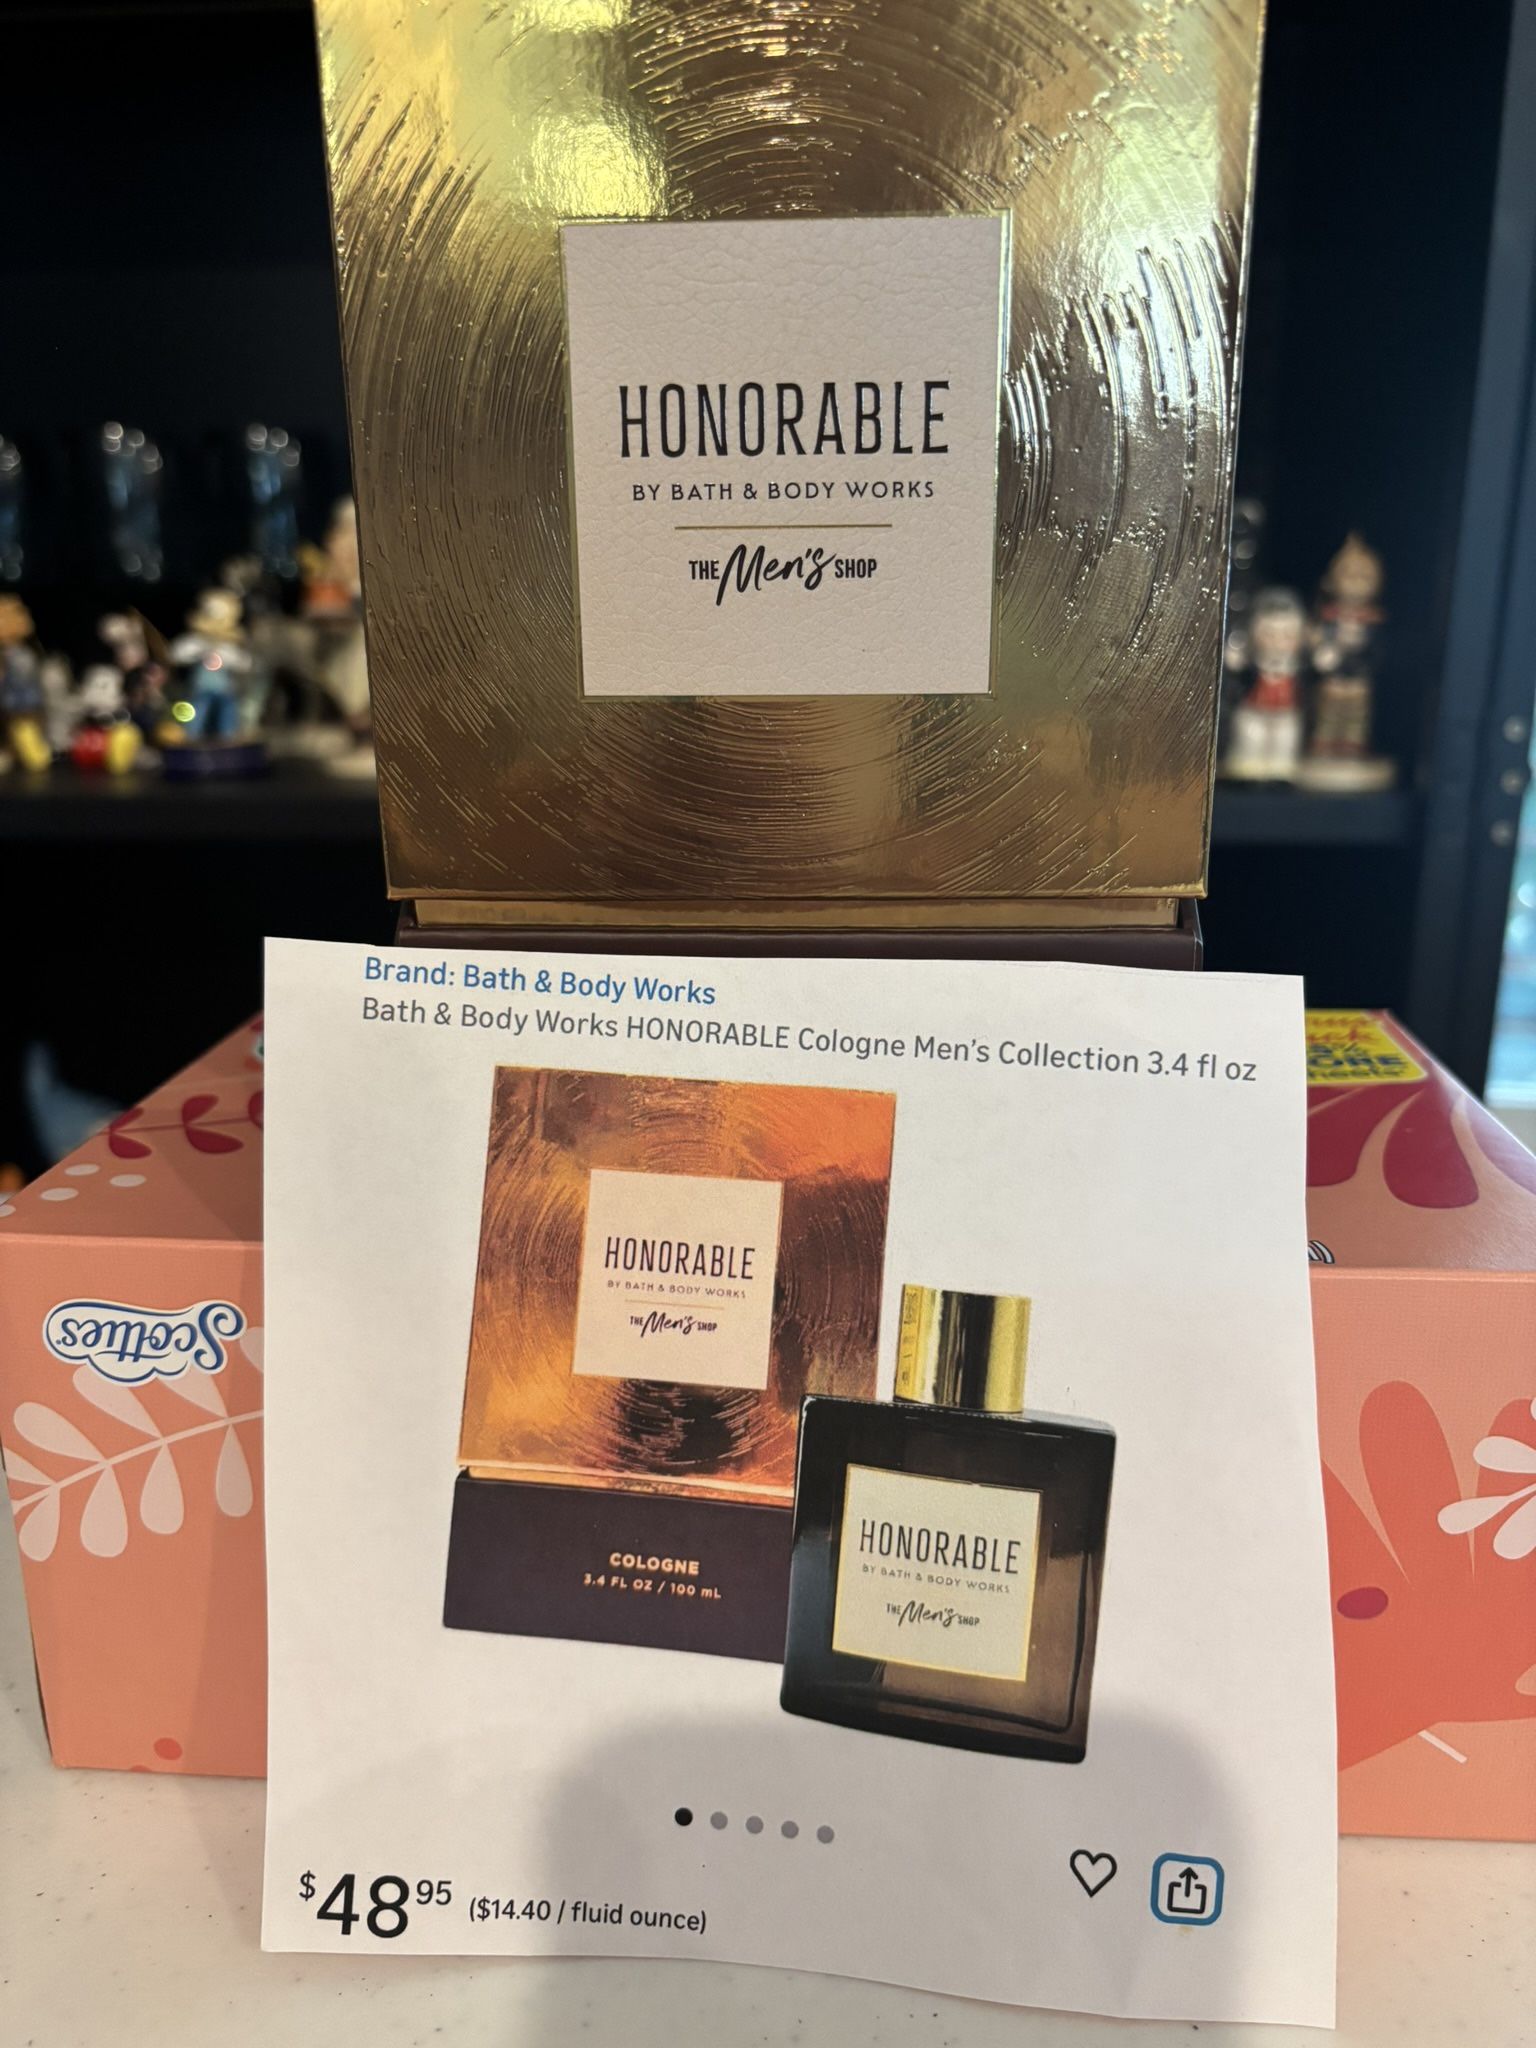 HONORABLE
BY BATH & BODY WORKS
THE Men's SHOP
Brand: Bath & Body Works
Bath & Body Works HONORABLE Cologne Men's Collection 3.4 fl oz
HONORABLE
BY BATH & BODY WORKS
THE Men's SHOP
COLOGNE
3.4 FL OZ / 100 mL
HONORABLE
BY BATH & BODY WORKS
THE Men's SHOP
$4895 ($14.40 / fluid ounce)
Scotties